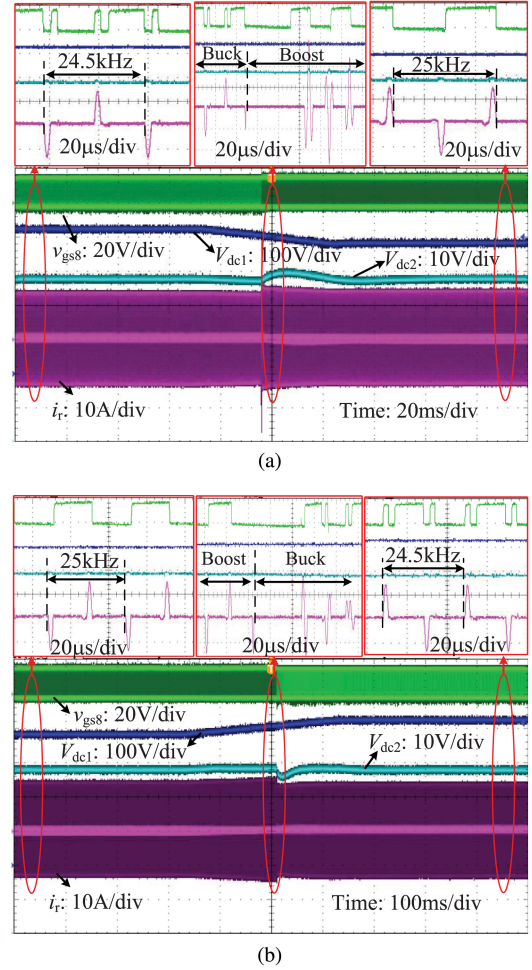 24.5kHz
Buck
Boost
25kHz
20μs/div
20μs/div
20μs/div
v_gs8: 20V/div
V_dc1: 100V/div
V_dc2: 10V/div
i_r: 10A/div
Time: 20ms/div
(a)
25kHz
Boost
Buck
24.5kHz
20μs/div
20μs/div
20μs/div
v_gs8: 20V/div
V_dc1: 100V/div
V_dc2: 10V/div
i_r: 10A/div
Time: 100ms/div
(b)